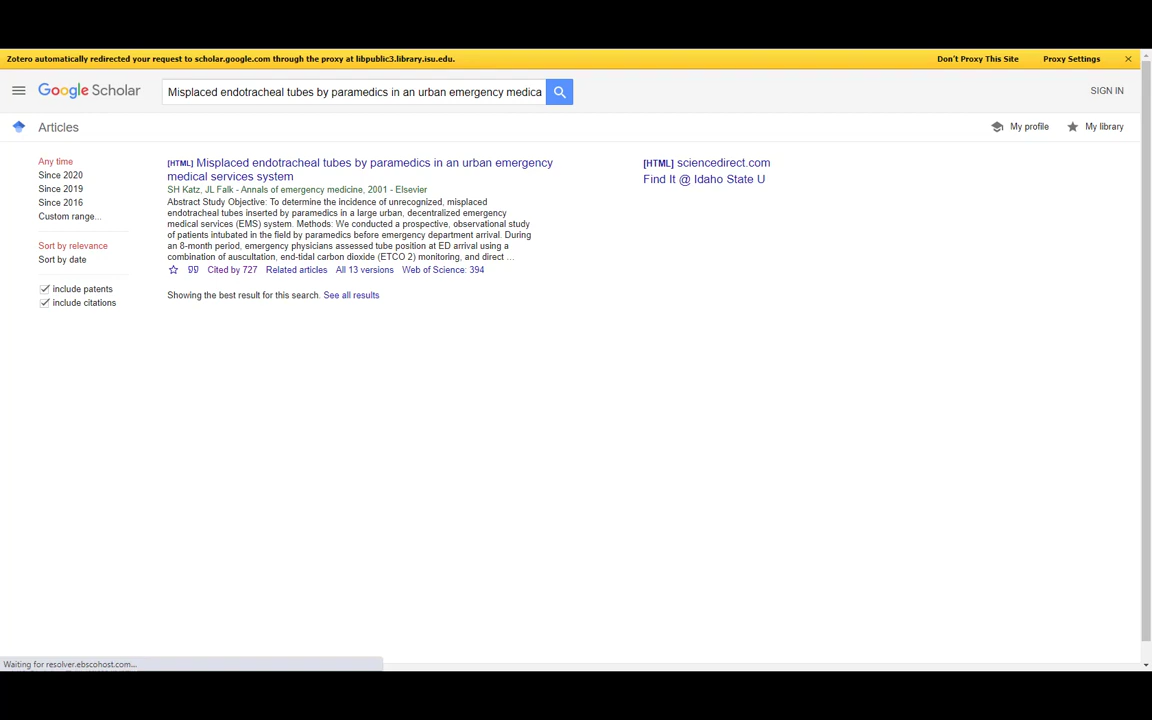 Zotero automatically redirected your request to scholar.google.com through the proxy at libpublic3.library.isu.edu.
Don't Proxy This Site
Proxy Settings
×
Google Scholar
Misplaced endotracheal tubes by paramedics in an urban emergency medica
SIGN IN
Articles
My profile
My library
Any time
Since 2020
Since 2019
Since 2016
Custom range...
Sort by relevance
Sort by date
include patents
include citations
[HTML] Misplaced endotracheal tubes by paramedics in an urban emergency
medical services system
SH Katz, JL Falk - Annals of emergency medicine, 2001 - Elsevier
Abstract Study Objective: To determine the incidence of unrecognized, misplaced
endotracheal tubes inserted by paramedics in a large urban, decentralized emergency
medical services (EMS) system. Methods: We conducted a prospective, observational study
of patients intubated in the field by paramedics before emergency department arrival. During
an 8-month period, emergency physicians assessed tube position at ED arrival using a
combination of auscultation, end-tidal carbon dioxide (ETCO 2) monitoring, and direct ...
Cited by 727 Related articles All 13 versions Web of Science: 394
Showing the best result for this search. See all results
[HTML] sciencedirect.com
Find It @ Idaho State U
Waiting for resolver.ebscohost.com...